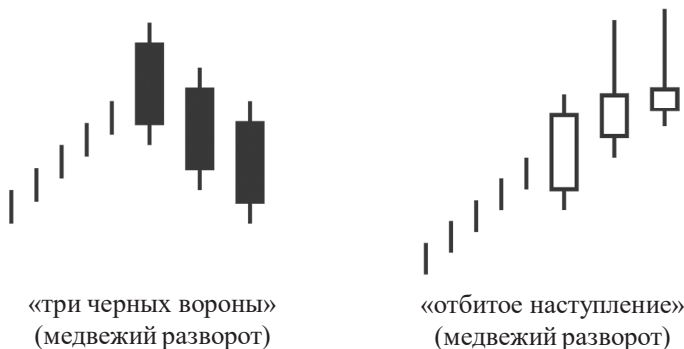 «три черных вороны»
(медвежий разворот)
«отбитое наступление»
(медвежий разворот)